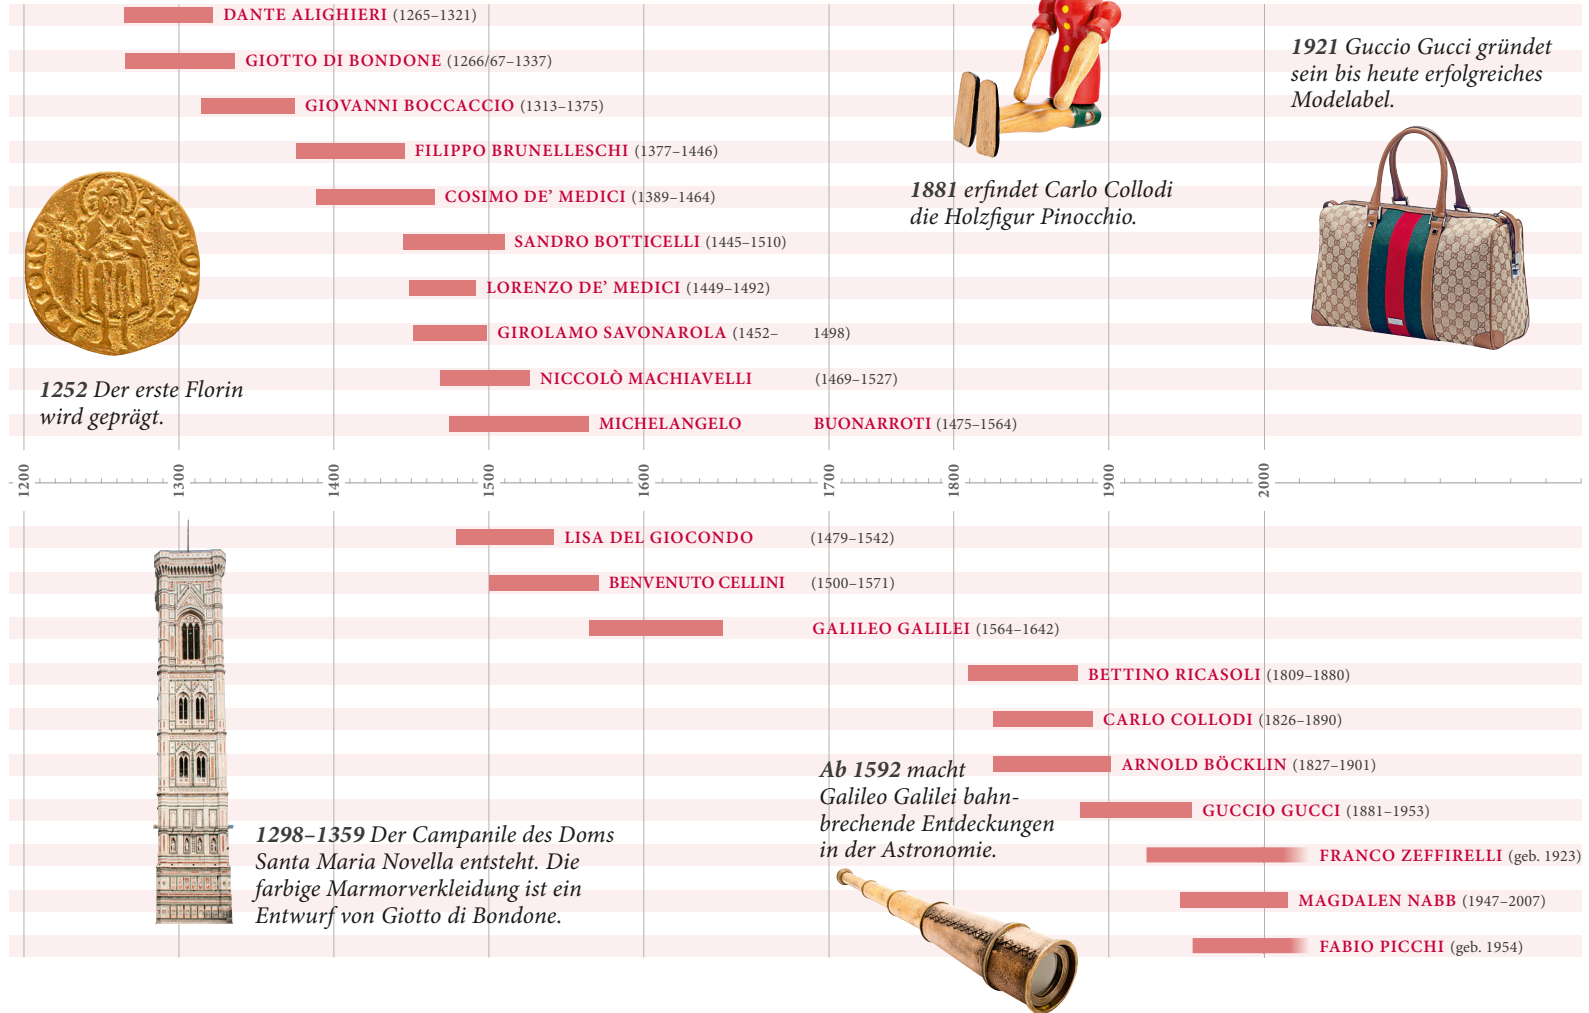 DANTE ALIGHIERI (1265–1321)
GIOTTO DI BONDONE (1266/67–1337)
GIOVANNI BOCCACCIO (1313–1375)
FILIPPO BRUNELLESCHI (1377–1446)
COSIMO DE’ MEDICI (1389–1464)
SANDRO BOTTICELLI (1445–1510)
LORENZO DE’ MEDICI (1449–1492)
GIROLAMO SAVONAROLA (1452– 1498)
NICCOLÒ MACHIAVELLI (1469–1527)
MICHELANGELO BUONARROTI (1475–1564)
1252 Der erste Florin
wird geprägt.
1881 erfindet Carlo Collodi
die Holzfigur Pinocchio.
1921 Guccio Gucci gründet
sein bis heute erfolgreiches
Modelabel.
1200 1300 1400 1500 1600 1700 1800 1900 2000
LISA DEL GIOCONDO (1479–1542)
BENVENUTO CELLINI (1500–1571)
GALILEO GALILEI (1564–1642)
BETTINO RICASOLI (1809–1880)
CARLO COLLODI (1826–1890)
ARNOLD BÖCKLIN (1827–1901)
GUCCIO GUCCI (1881–1953)
FRANCO ZEFFIRELLI (geb. 1923)
MAGDALEN NABB (1947–2007)
FABIO PICCHI (geb. 1954)
1298–1359 Der Campanile des Doms
Santa Maria Novella entsteht. Die
farbige Marmorverkleidung ist ein
Entwurf von Giotto di Bondone.
Ab 1592 macht
Galileo Galilei bahn-
brechende Entdeckungen
in der Astronomie.